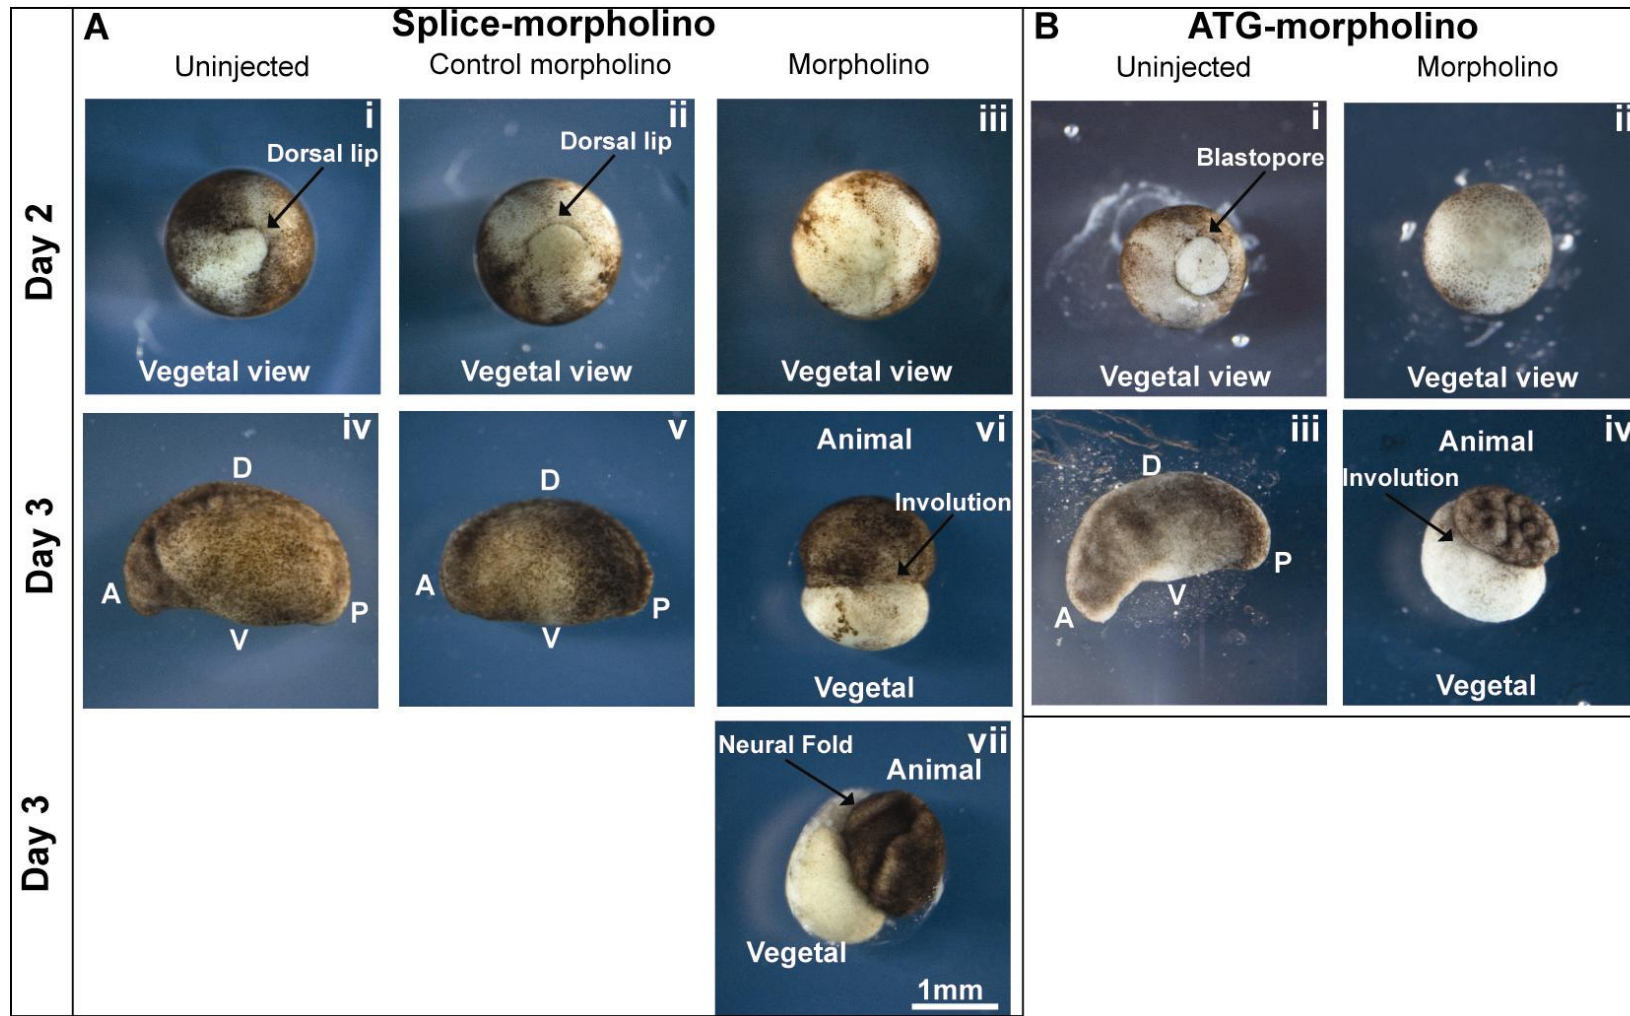 A Splice-morpholino
Uninjected Control morpholino Morpholino
B ATG-morpholino
Uninjected Morpholino
Day 2
i
Dorsal lip
Vegetal view
ii
Dorsal lip
Vegetal view
iii
Vegetal view
i
Blastopore
Vegetal view
ii
Vegetal view
Day 3
iv
D
A
P
V
v
D
A
P
V
vi
Animal
Involution
Vegetal
iii
D
P
V
A
iv
Animal
Involution
Vegetal
Day 3
vii
Neural Fold
Animal
Vegetal
1mm